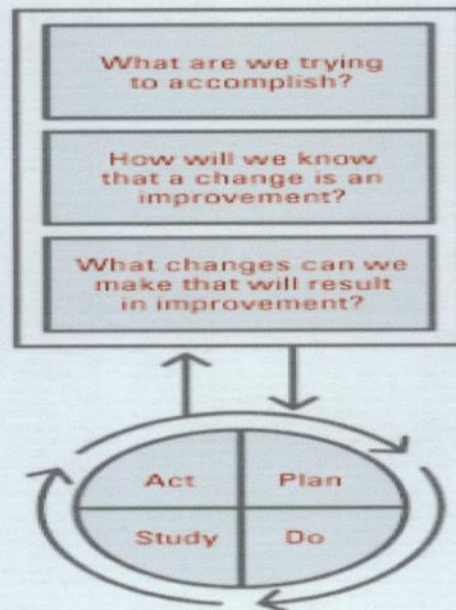 What are we trying
to accomplish?
How will we know
that a change is an
improvement?
What changes can we
make that will result
in improvement?
Act
Plan
Study
Do